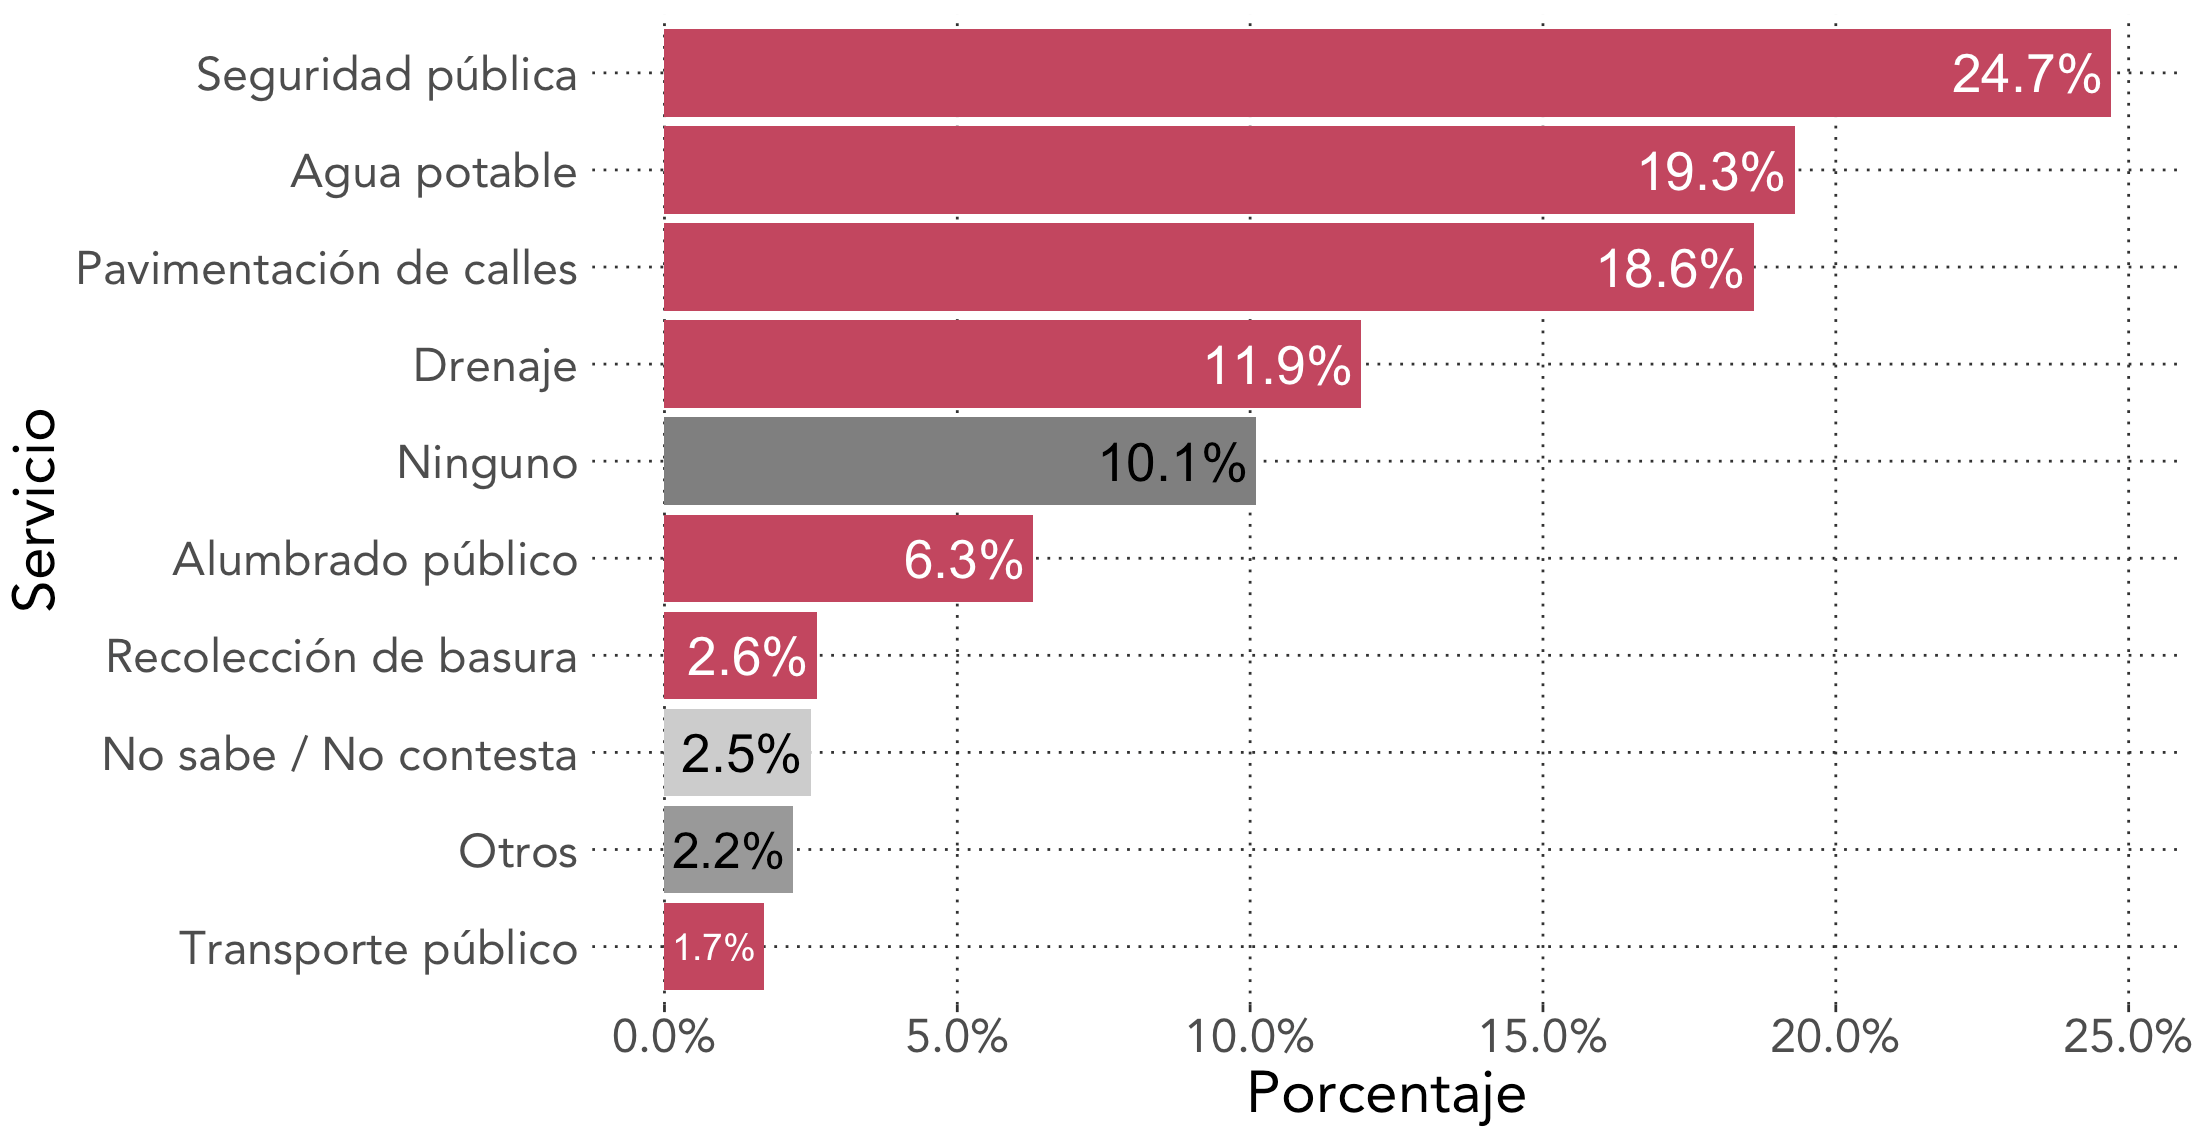 Servicio
Seguridad pública 24.7%
Agua potable 19.3%
Pavimentación de calles 18.6%
Drenaje 11.9%
Ninguno 10.1%
Alumbrado público 6.3%
Recolección de basura 2.6%
No sabe / No contesta 2.5%
Otros 2.2%
Transporte público 1.7%
0.0% 5.0% 10.0% 15.0% 20.0% 25.0%
Porcentaje